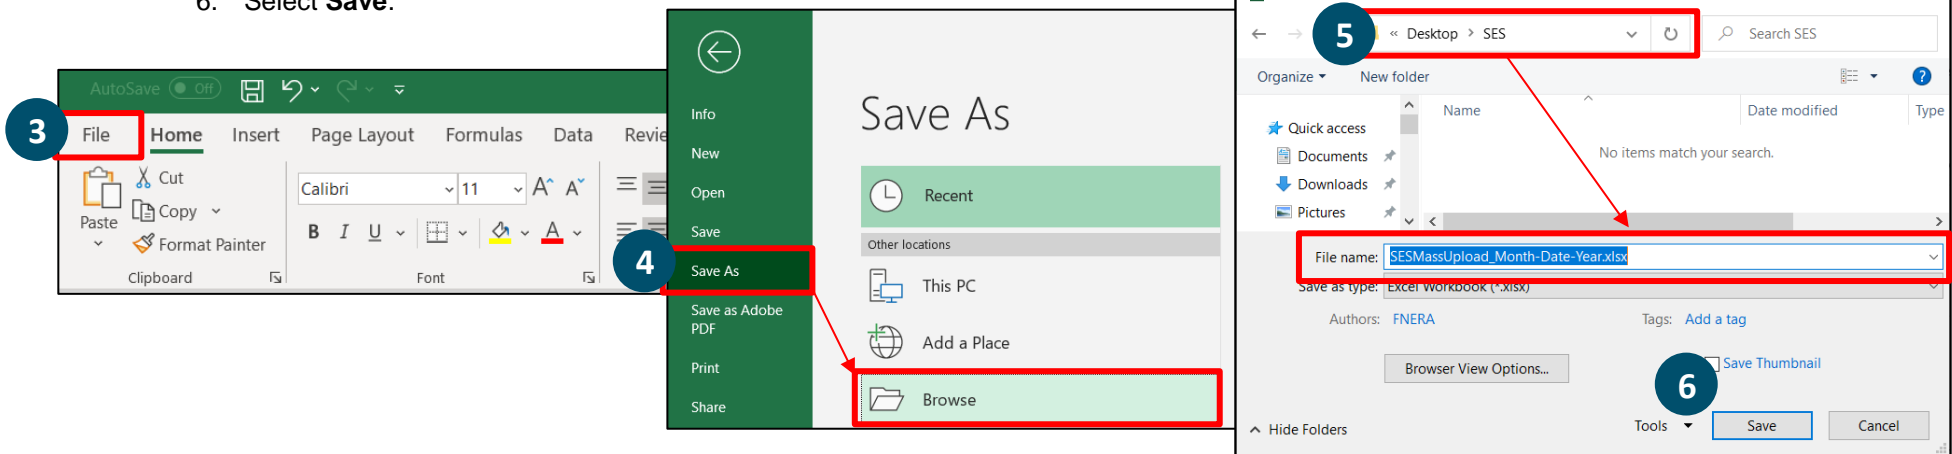 6. Select Save.
3
AutoSave Off
File Home Insert Page Layout Formulas Data Revie
Paste
Cut
Copy
Format Painter
Clipboard
Calibri 11 A A
B I U A
Font
4
Info
New
Open
Save
Save As
Save as Adobe
PDF
Print
Share
Save As
Recent
Other locations
This PC
Add a Place
Browse
5
« Desktop > SES
Search SES
Organize New folder
?
Name Date modified Type
Quick access
Documents
Downloads
Pictures
No items match your search.
File name: SESMassUpload_Month-Date-Year.xlsx
Save as type: Excel Workbook (*.xlsx)
Authors: FNERA Tags: Add a tag
Browser View Options...
Save Thumbnail
6
Hide Folders
Tools Save Cancel